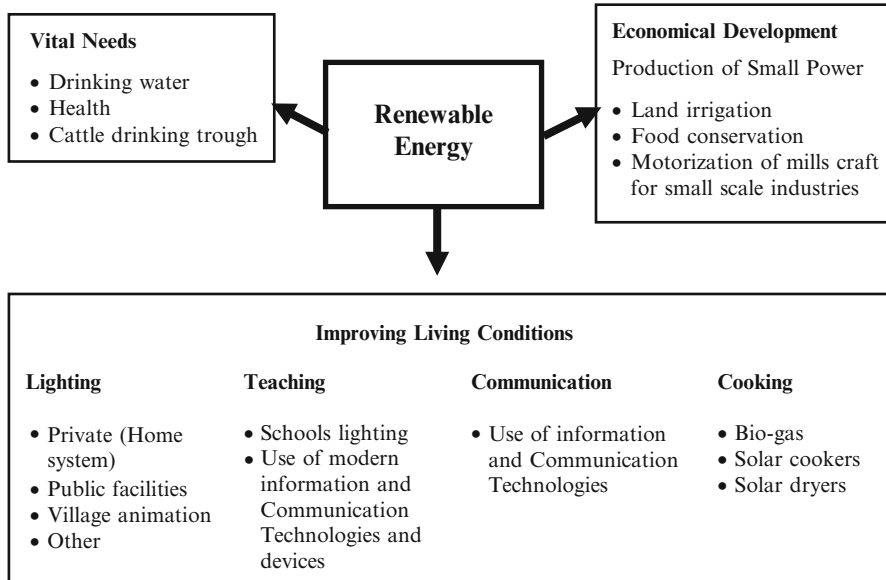 Vital Needs
• Drinking water
• Health
• Cattle drinking trough
Renewable
Energy
Economical Development
Production of Small Power
• Land irrigation
• Food conservation
• Motorization of mills craft
for small scale industries
Improving Living Conditions
Lighting
• Private (Home
system)
• Public facilities
• Village animation
• Other
Teaching
• Schools lighting
• Use of modern
information and
Communication
Technologies and
devices
Communication
• Use of information
and Communication
Technologies
Cooking
• Bio-gas
• Solar cookers
• Solar dryers